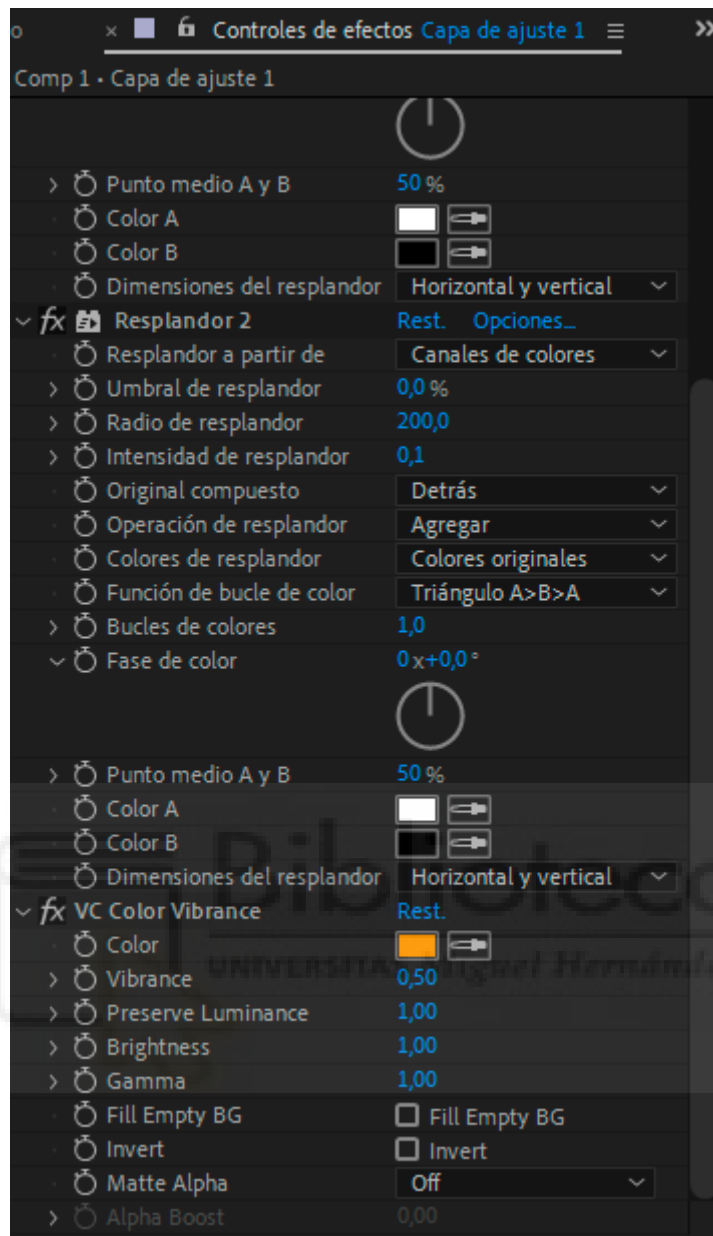 o × Controles de efectos Capa de ajuste 1 ≡ »
Comp 1 • Capa de ajuste 1
Punto medio A y B 50 %
Color A
Color B
Dimensiones del resplandor Horizontal y vertical
fx Resplandor 2 Rest. Opciones...
Resplandor a partir de Canales de colores
Umbral de resplandor 0,0 %
Radio de resplandor 200,0
Intensidad de resplandor 0,1
Original compuesto Detrás
Operación de resplandor Agregar
Colores de resplandor Colores originales
Función de bucle de color Triángulo A>B>A
Bucles de colores 1,0
Fase de color 0 x+0,0 °
Punto medio A y B 50 %
Color A
Color B
Dimensiones del resplandor Horizontal y vertical
fx VC Color Vibrance Rest.
Color
Vibrance 0,50
Preserve Luminance 1,00
Brightness 1,00
Gamma 1,00
Fill Empty BG Fill Empty BG
Invert Invert
Matte Alpha Off
Alpha Boost 0,00
Biblioteca
UNIVERSITAS Miguel Hernández